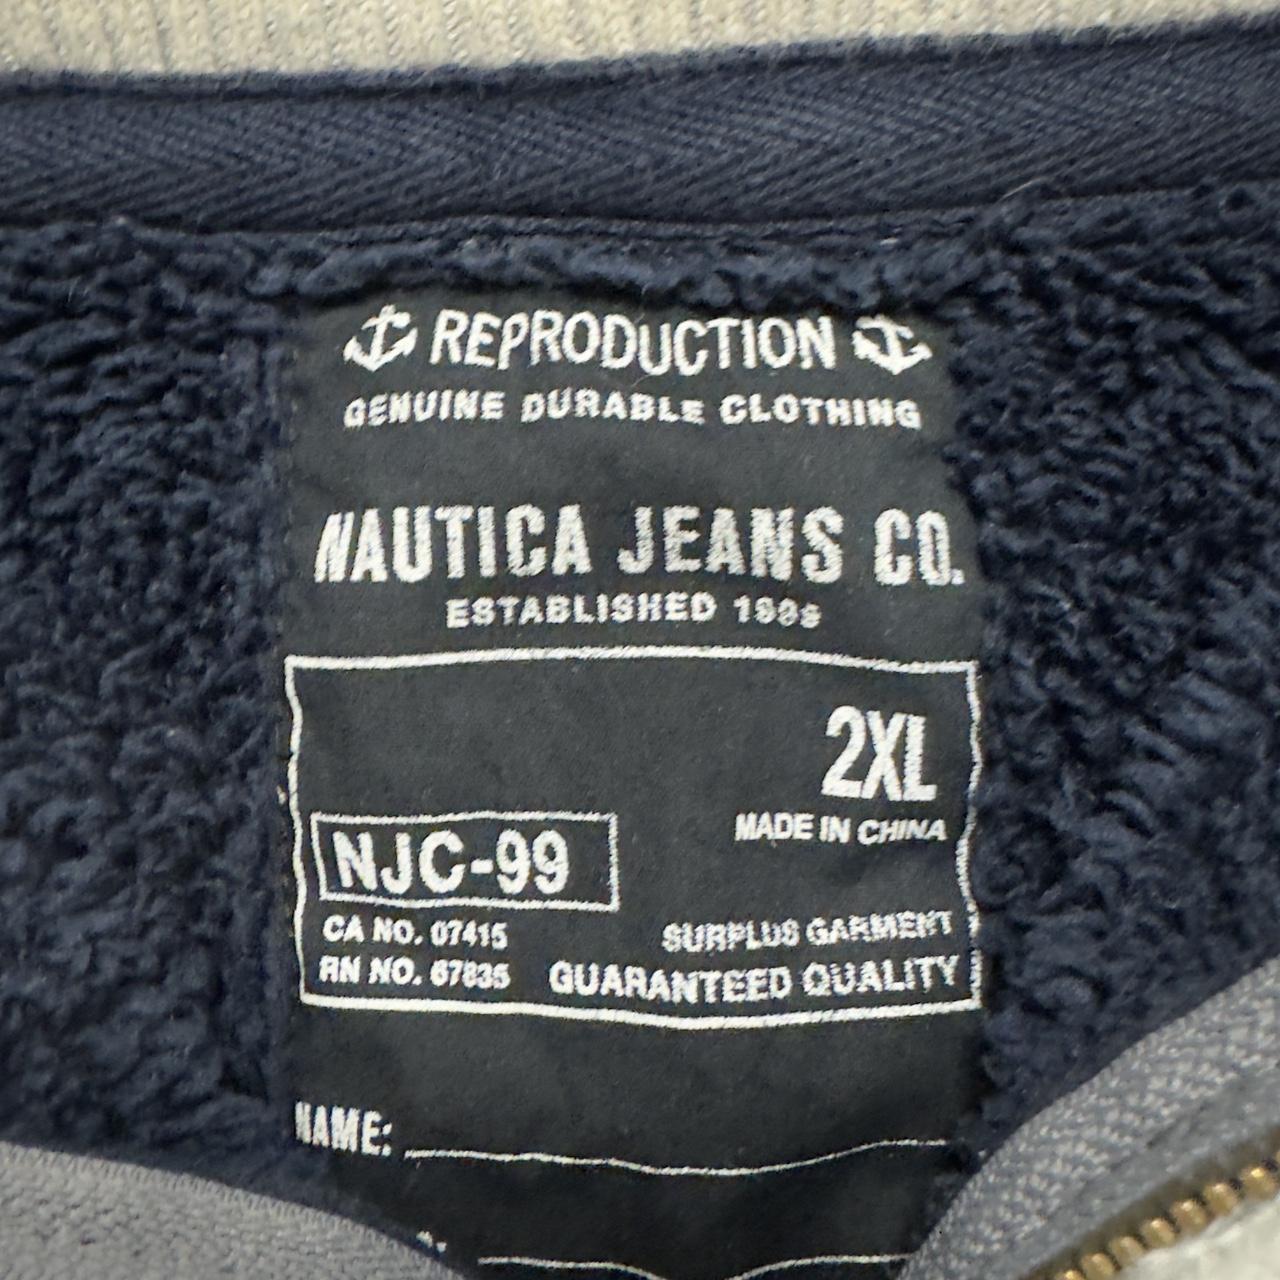 REPRODUCTION
GENUINE DURABLE CLOTHING
NAUTICA JEANS CO.
ESTABLISHED
2XL
MADE IN CHINA
NJC-99
CA NO. 07415
SURPLUS GARMENT
RN NO. 67835
GUARANTEED QUALITY
NAME: